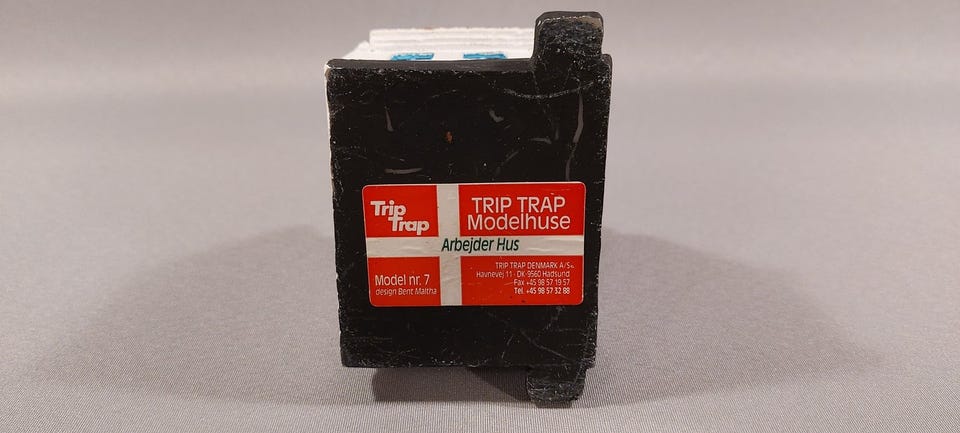 Trip
Trap
TRIP TRAP
Modelhuse
Arbejder Hus
Model nr. 7
design Bent Maltha
TRIP TRAP DENMARK A/S
Havnevej 11 · DK-9560 Hadsund
Fax +45 98 57 19 57
Tel. +45 98 57 32 88